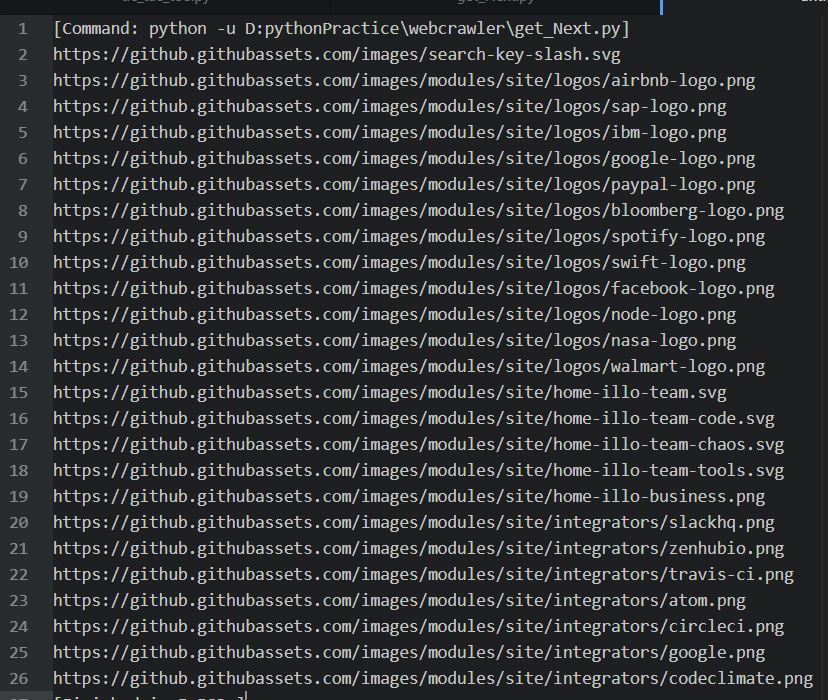 1 [Command: python -u D:pythonPractice\webcrawler\get_Next.py]
2 https://github.githubassets.com/images/search-key-slash.svg
3 https://github.githubassets.com/images/modules/site/logos/airbnb-logo.png
4 https://github.githubassets.com/images/modules/site/logos/sap-logo.png
5 https://github.githubassets.com/images/modules/site/logos/ibm-logo.png
6 https://github.githubassets.com/images/modules/site/logos/google-logo.png
7 https://github.githubassets.com/images/modules/site/logos/paypal-logo.png
8 https://github.githubassets.com/images/modules/site/logos/bloomberg-logo.png
9 https://github.githubassets.com/images/modules/site/logos/spotify-logo.png
10 https://github.githubassets.com/images/modules/site/logos/swift-logo.png
11 https://github.githubassets.com/images/modules/site/logos/facebook-logo.png
12 https://github.githubassets.com/images/modules/site/logos/node-logo.png
13 https://github.githubassets.com/images/modules/site/logos/nasa-logo.png
14 https://github.githubassets.com/images/modules/site/logos/walmart-logo.png
15 https://github.githubassets.com/images/modules/site/home-illo-team.svg
16 https://github.githubassets.com/images/modules/site/home-illo-team-code.svg
17 https://github.githubassets.com/images/modules/site/home-illo-team-chaos.svg
18 https://github.githubassets.com/images/modules/site/home-illo-team-tools.svg
19 https://github.githubassets.com/images/modules/site/home-illo-business.png
20 https://github.githubassets.com/images/modules/site/integrators/slackhq.png
21 https://github.githubassets.com/images/modules/site/integrators/zenhubio.png
22 https://github.githubassets.com/images/modules/site/integrators/travis-ci.png
23 https://github.githubassets.com/images/modules/site/integrators/atom.png
24 https://github.githubassets.com/images/modules/site/integrators/circleci.png
25 https://github.githubassets.com/images/modules/site/integrators/google.png
26 https://github.githubassets.com/images/modules/site/integrators/codeclimate.png